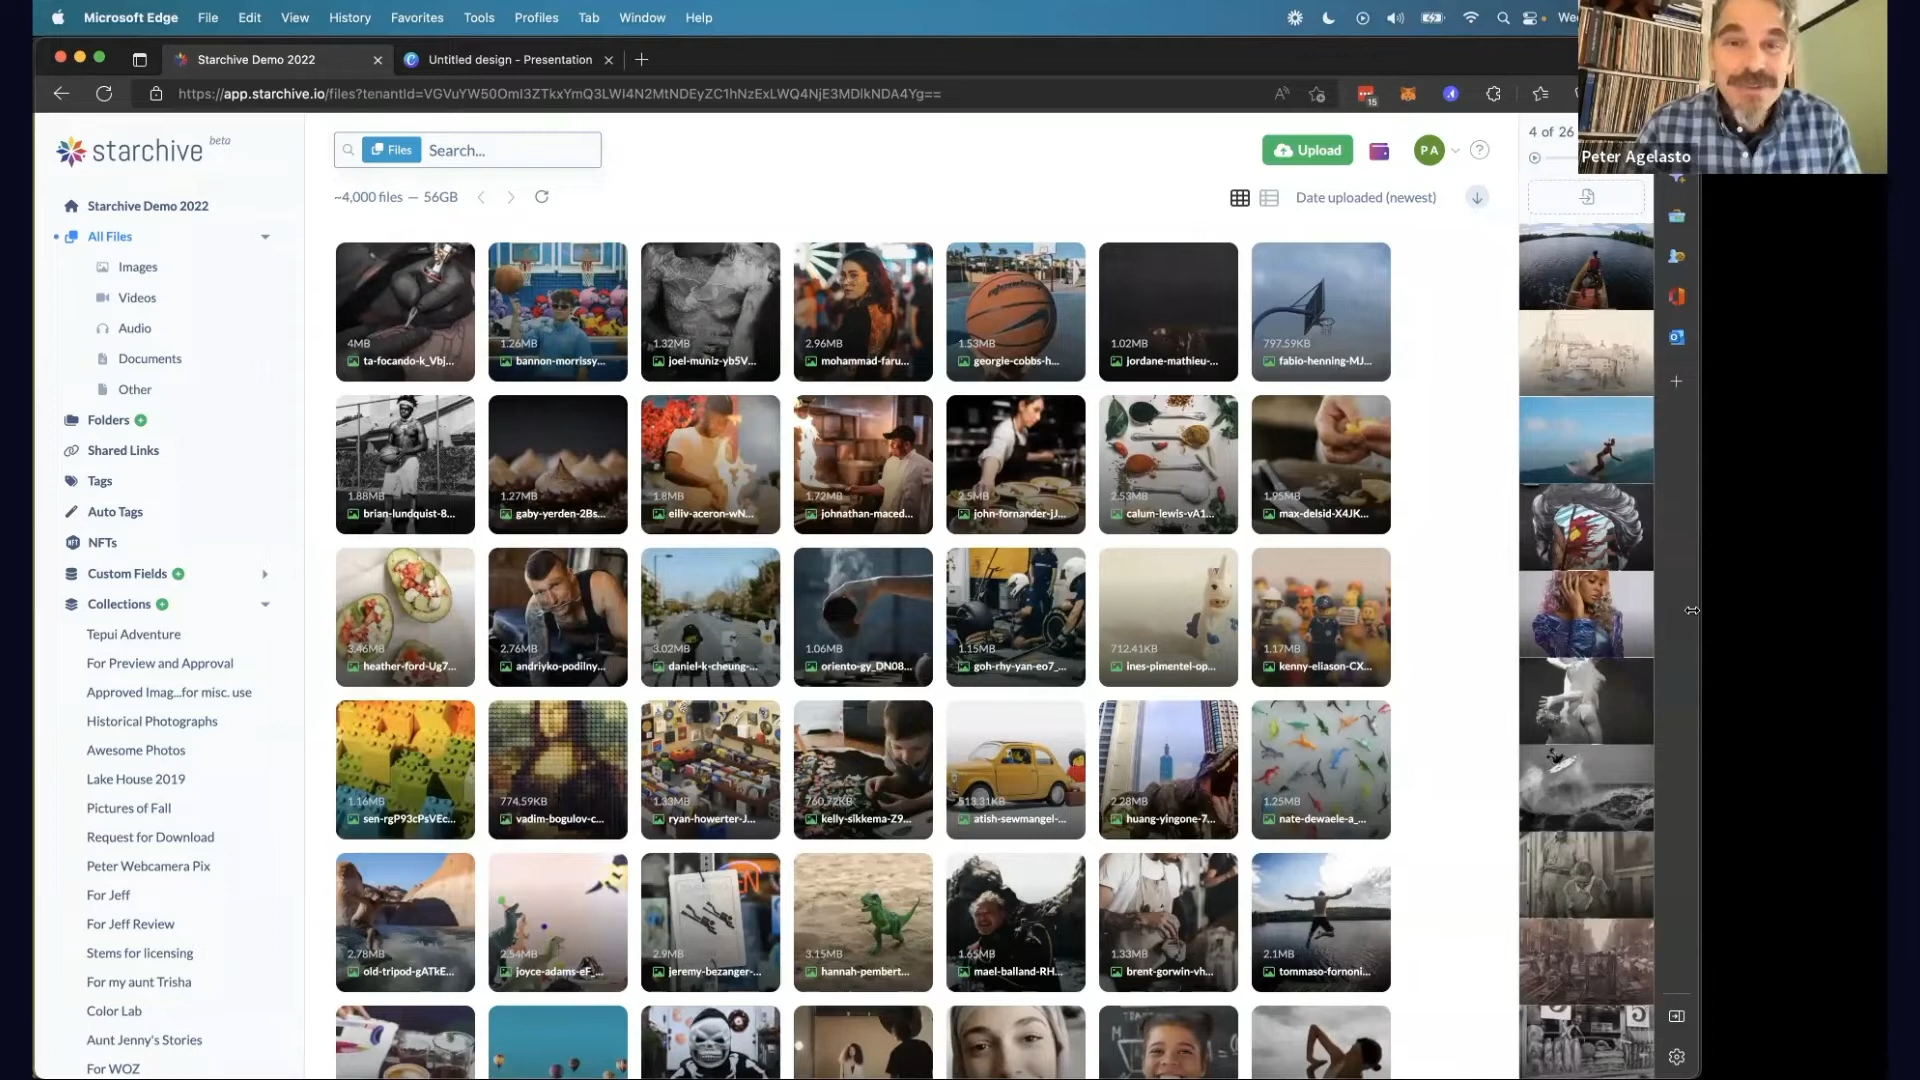 Microsoft Edge File Edit View History Favorites Tools Profiles Tab Window Help
Starchive Demo 2022
Untitled design - Presentation
https://app.starchive.io/files?tenantId=VGVuYW50OmI3ZTkxYmQ3LWI4N2MtNDEyZC1hNzExLWQ4NjE3MDlkNDA4Yg==
15
Peter Agelasto
starchive beta
Files Search...
Upload
PA
4 of 26
~4,000 files — 56GB
Date uploaded (newest)
Starchive Demo 2022
All Files
Images
Videos
Audio
Documents
Other
Folders
Shared Links
Tags
Auto Tags
NFTs
Custom Fields
Collections
Tepui Adventure
For Preview and Approval
Approved Imag...for misc. use
Historical Photographs
Awesome Photos
Lake House 2019
Pictures of Fall
Request for Download
Peter Webcamera Pix
For Jeff
For Jeff Review
Stems for licensing
For my aunt Trisha
Color Lab
Aunt Jenny's Stories
For WOZ
4MB
ta-focando-k_Vbj...
1.26MB
bannon-morrissy...
1.32MB
joel-muniz-yb5V...
2.96MB
mohammad-faru...
1.53MB
georgie-cobbs-h...
1.02MB
jordane-mathieu-...
797.59KB
fabio-henning-MJ...
1.88MB
brian-lundquist-8...
1.27MB
gaby-yerden-2Bs...
1.8MB
eiliv-aceron-wN...
1.72MB
johnathan-maced...
2.5MB
john-fornander-jJ...
2.53MB
calum-lewis-vA1...
1.95MB
max-delsid-X4JK...
3.46MB
heather-ford-Ug7...
2.76MB
andriyko-podilny...
3.02MB
daniel-k-cheung-...
1.06MB
oriento-gy_DN08...
1.15MB
goh-rhy-yan-eo7_...
712.41KB
ines-pimentel-op...
1.17MB
kenny-eliason-CX...
1.16MB
sen-rgP93cPsVEc...
774.59KB
vadim-bogulov-c...
1.33MB
ryan-howerter-J...
760.72KB
kelly-sikkema-Z9...
513.31KB
atish-sewmangel-...
2.28MB
huang-yingone-7...
1.25MB
nate-dewaele-a_...
2.78MB
old-tripod-gATkE...
2.54MB
joyce-adams-eF_...
2.9MB
jeremy-bezanger-...
3.15MB
hannah-pembert...
1.65MB
mael-balland-RH...
1.33MB
brent-gorwin-vh...
2.1MB
tommaso-fornoni...